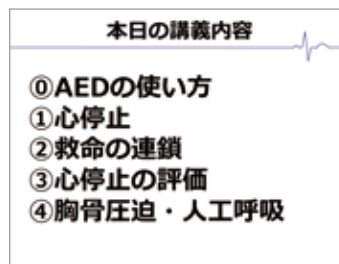 本日の講義内容
⓪AEDの使い方
①心停止
②救命の連鎖
③心停止の評価
④胸骨圧迫・人工呼吸